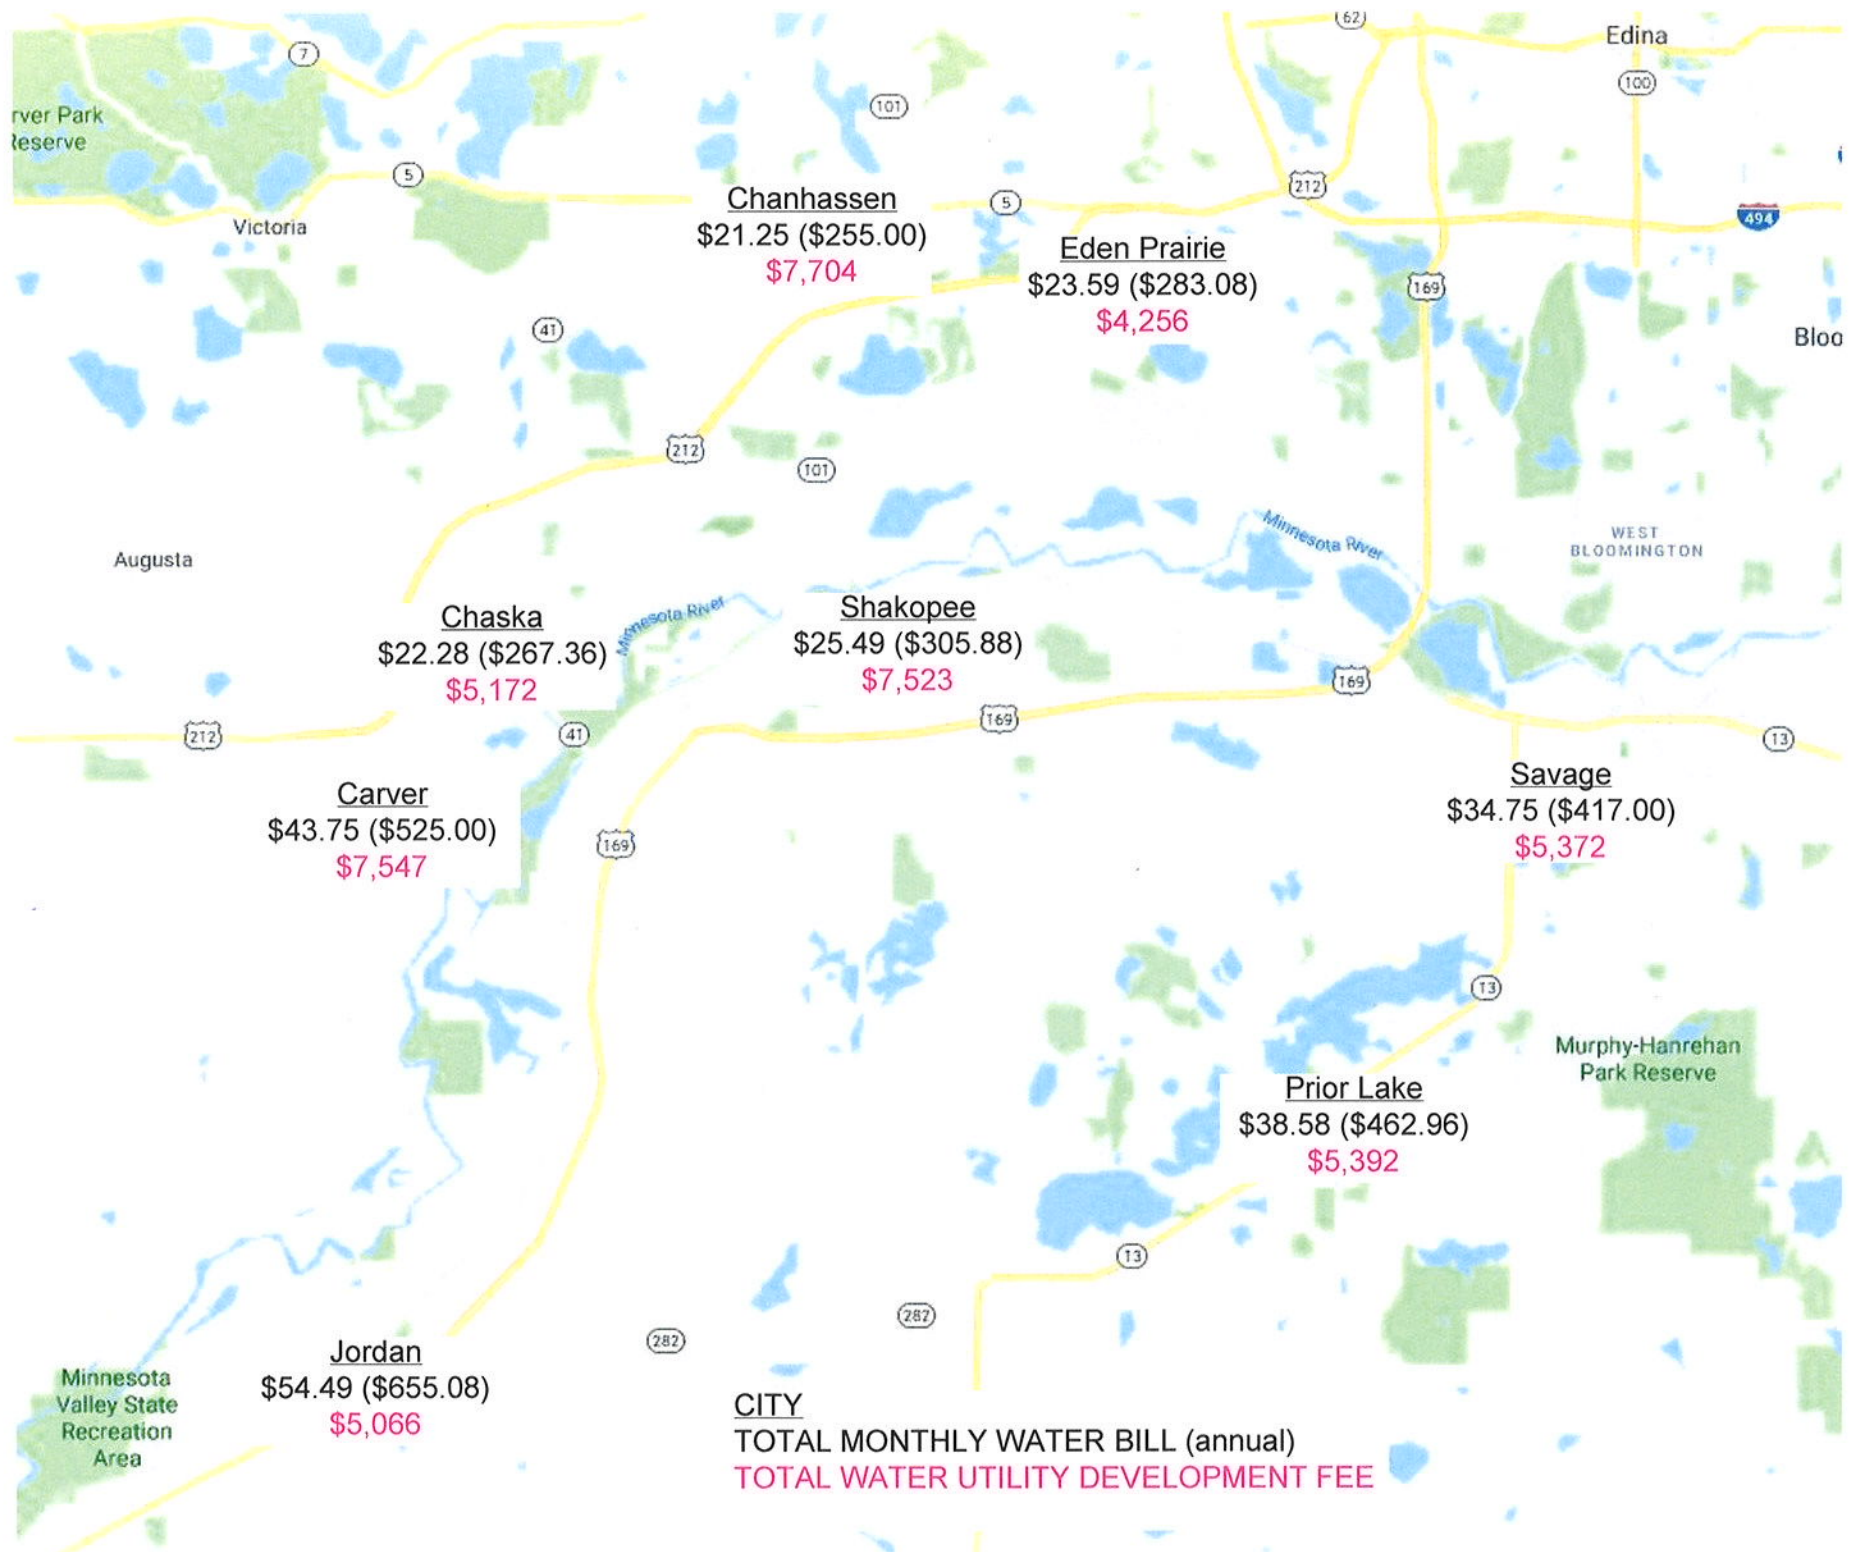 62
Edina
7
100
101
rver Park
Reserve
5
212
Chanhassen
$21.25 ($255.00)
$7,704
5
494
Victoria
Eden Prairie
$23.59 ($283.08)
$4,256
169
41
Bloo
212
101
Minnesota River
WEST
BLOOMINGTON
Augusta
Chaska
$22.28 ($267.36)
$5,172
Minnesota River
Shakopee
$25.49 ($305.88)
$7,523
169
212
41
169
13
Carver
$43.75 ($525.00)
$7,547
Savage
$34.75 ($417.00)
$5,372
169
13
Murphy-Hanrehan
Park Reserve
Prior Lake
$38.58 ($462.96)
$5,392
13
282
282
Jordan
$54.49 ($655.08)
$5,066
Minnesota
Valley State
Recreation
Area
CITY
TOTAL MONTHLY WATER BILL (annual)
TOTAL WATER UTILITY DEVELOPMENT FEE